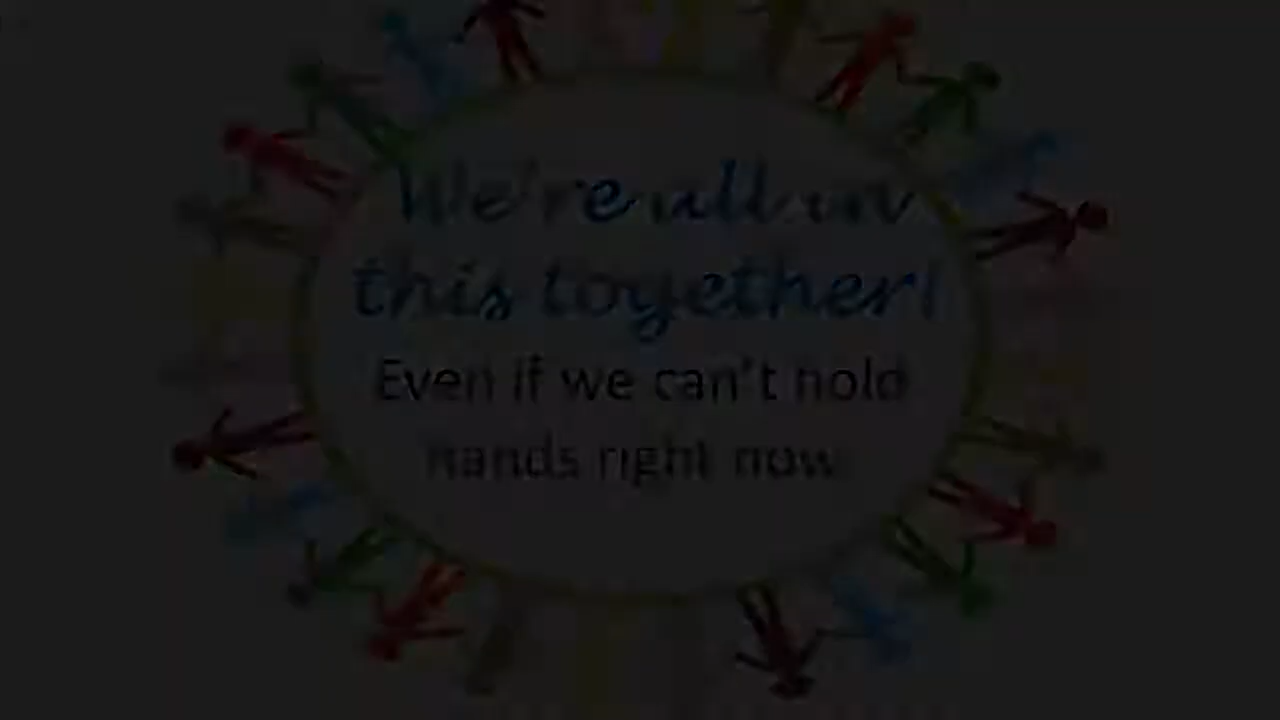 We're all in
this together!
Even if we can't hold
hands right now.